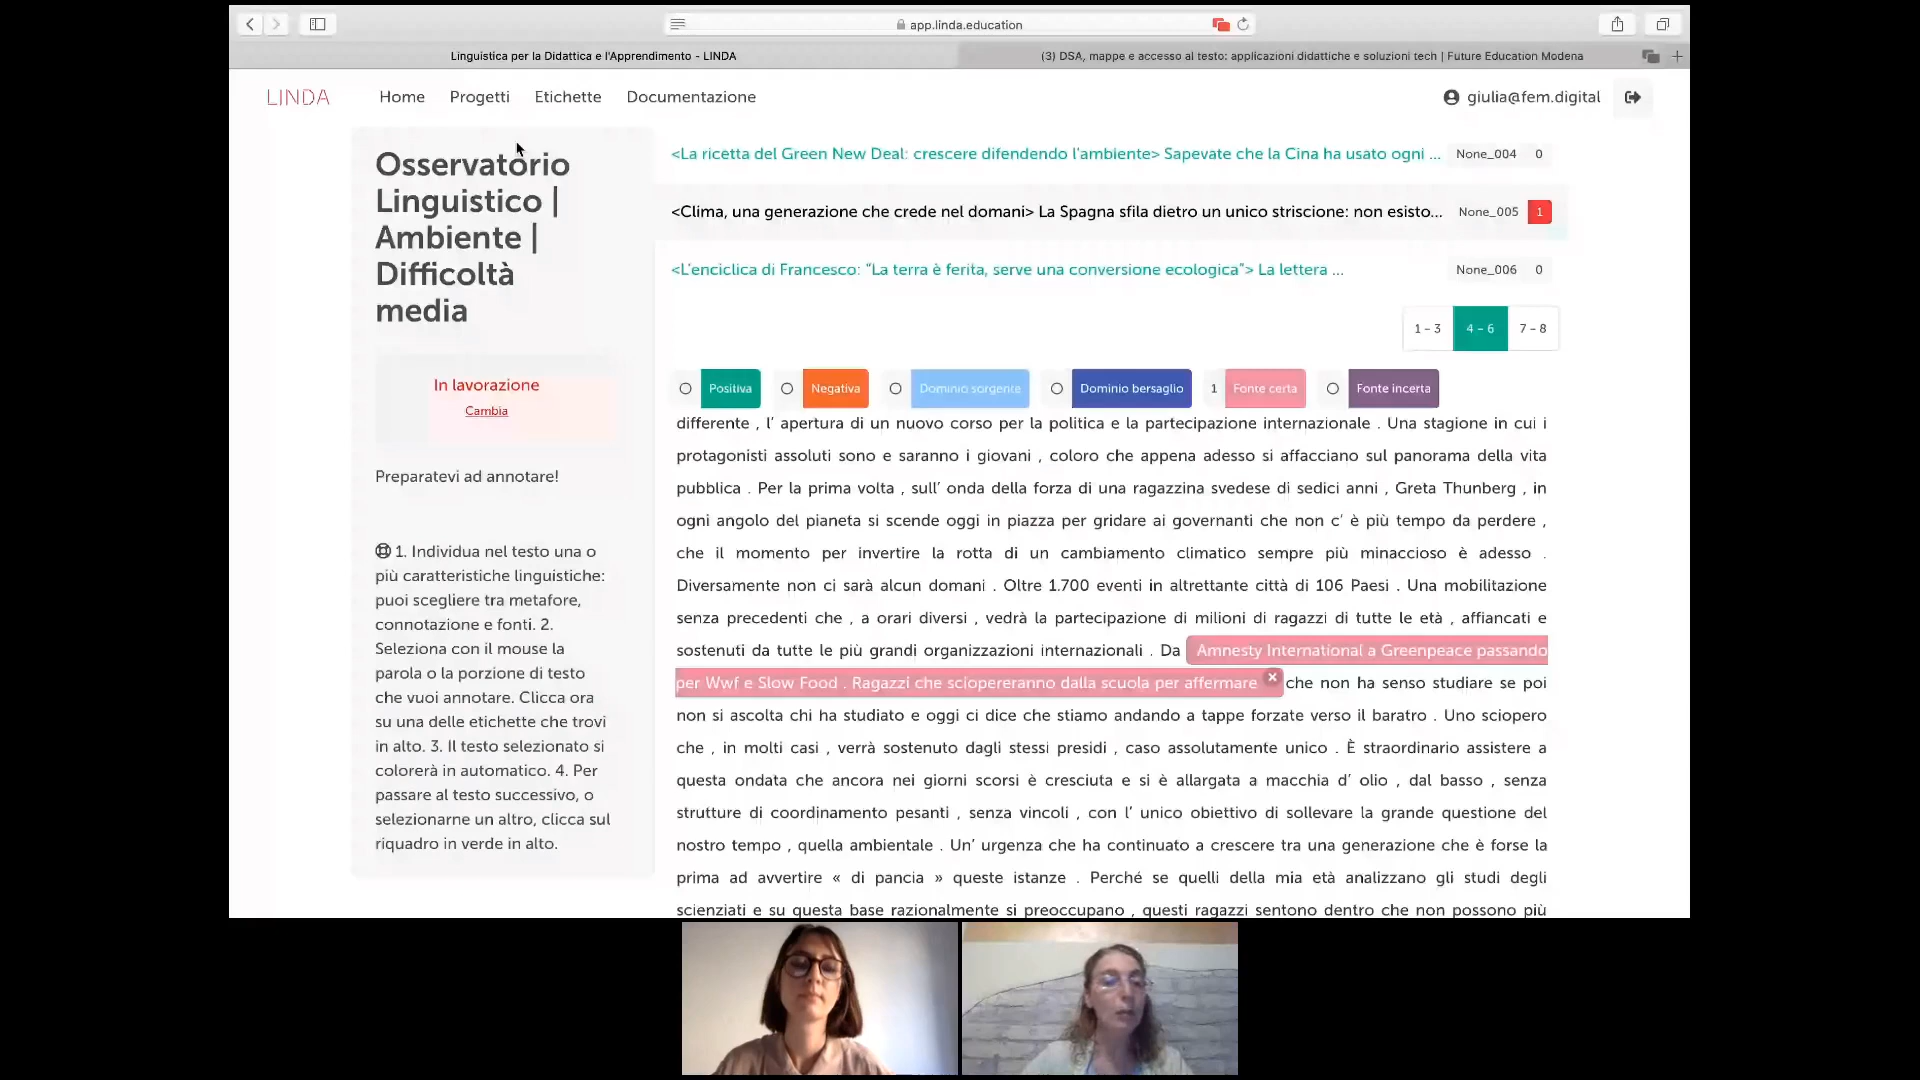 app.linda.education
Linguistica per la Didattica e l'Apprendimento - LINDA
(3) DSA, mappe e accesso al testo: applicazioni didattiche e soluzioni tech | Future Education Modena
LINDA
Home Progetti Etichette Documentazione
giulia@fem.digital
Osservatorio
Linguistico |
Ambiente |
Difficoltà
media
In lavorazione
Cambia
Preparatevi ad annotare!
1. Individua nel testo una o
più caratteristiche linguistiche:
puoi scegliere tra metafore,
connotazione e fonti. 2.
Seleziona con il mouse la
parola o la porzione di testo
che vuoi annotare. Clicca ora
su una delle etichette che trovi
in alto. 3. Il testo selezionato si
colorerà in automatico. 4. Per
passare al testo successivo, o
selezionarne un altro, clicca sul
riquadro in verde in alto.
<La ricetta del Green New Deal: crescere difendendo l'ambiente> Sapevate che la Cina ha usato ogni ... None_004 0
<Clima, una generazione che crede nel domani> La Spagna sfila dietro un unico striscione: non esisto... None_005 1
<L'enciclica di Francesco: "La terra è ferita, serve una conversione ecologica"> La lettera ... None_006 0
1 – 3 4 – 6 7 – 8
Positiva Negativa Dominio sorgente Dominio bersaglio 1 Fonte certa Fonte incerta
differente , l' apertura di un nuovo corso per la politica e la partecipazione internazionale . Una stagione in cui i
protagonisti assoluti sono e saranno i giovani , coloro che appena adesso si affacciano sul panorama della vita
pubblica . Per la prima volta , sull' onda della forza di una ragazzina svedese di sedici anni , Greta Thunberg , in
ogni angolo del pianeta si scende oggi in piazza per gridare ai governanti che non c' è più tempo da perdere ,
che il momento per invertire la rotta di un cambiamento climatico sempre più minaccioso è adesso .
Diversamente non ci sarà alcun domani . Oltre 1.700 eventi in altrettante città di 106 Paesi . Una mobilitazione
senza precedenti che , a orari diversi , vedrà la partecipazione di milioni di ragazzi di tutte le età , affiancati e
sostenuti da tutte le più grandi organizzazioni internazionali . Da Amnesty International a Greenpeace passando
per Wwf e Slow Food . Ragazzi che sciopereranno dalla scuola per affermare che non ha senso studiare se poi
non si ascolta chi ha studiato e oggi ci dice che stiamo andando a tappe forzate verso il baratro . Uno sciopero
che , in molti casi , verrà sostenuto dagli stessi presidi , caso assolutamente unico . È straordinario assistere a
questa ondata che ancora nei giorni scorsi è cresciuta e si è allargata a macchia d' olio , dal basso , senza
strutture di coordinamento pesanti , senza vincoli , con l' unico obiettivo di sollevare la grande questione del
nostro tempo , quella ambientale . Un' urgenza che ha continuato a crescere tra una generazione che è forse la
prima ad avvertire « di pancia » queste istanze . Perché se quelli della mia età analizzano gli studi degli
scienziati e su questa base razionalmente si preoccupano , questi ragazzi sentono dentro che non possono più